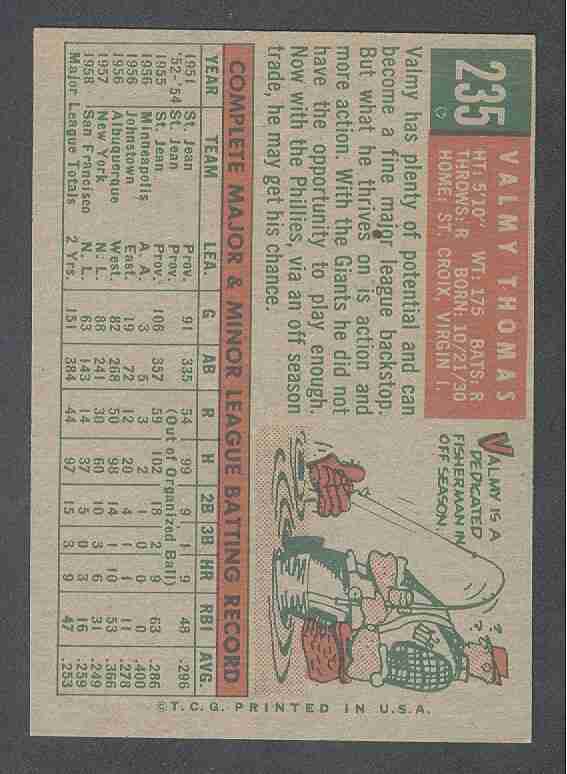 235
VALMY THOMAS
HT: 5'10" WT: 175 BATS: R
THROWS: R BORN: 10/21/30
HOME: ST. CROIX, VIRGIN I.
Valmy has plenty of potential and can
become a fine major league backstop.
But what he thrives on is action and
more action. With the Giants he did not
have the opportunity to play enough.
Now with the Phillies, via an off season
trade, he may get his chance.
VALMY IS A
DEDICATED
FISHERMAN IN
OFF SEASON
? ? ?
COMPLETE MAJOR & MINOR LEAGUE BATTING RECORD
YEAR TEAM LEA. G AB R H 2B 3B HR RBI AVG.
1951 St. Jean Prov. 91 335 54 99 9 1 9 48 .296
'52-'54 St. Jean Prov. (Out of Organized Ball)
1955 St. Jean Prov. 106 357 59 102 18 2 9 63 .286
1956 Minneapolis A. A. 3 5 3 2 1 0 0 0 .400
1956 Johnstown 19 72 12 20 2 1 1 11 .278
1956 Albuquerque West. 82 268 50 98 14 1 11 53 .366
1957 New York N. L. 88 241 30 60 10 3 6 31 .249
1958 San Francisco N. L. 63 143 14 37 5 0 3 16 .259
Major League Totals 2 Yrs. 151 384 44 97 15 3 9 47 .253
© T.C.G. PRINTED IN U.S.A.